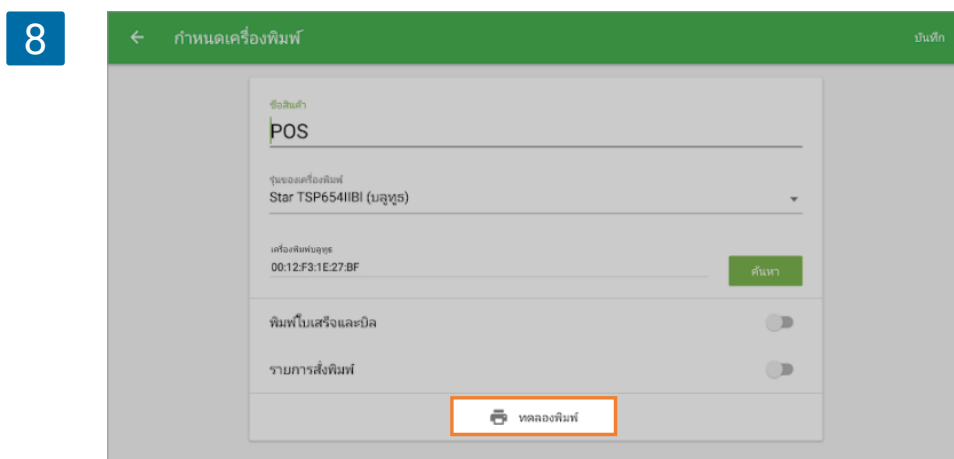 8
กำหนดเครื่องพิมพ์
บันทึก
ชื่อสินค้า
POS
รุ่นของเครื่องพิมพ์
Star TSP654IIBI (บลูทูธ)
เครื่องพิมพ์บลูทูธ
00:12:F3:1E:27:BF
ค้นหา
พิมพ์ใบเสร็จและบิล
รายการสั่งพิมพ์
ทดลองพิมพ์